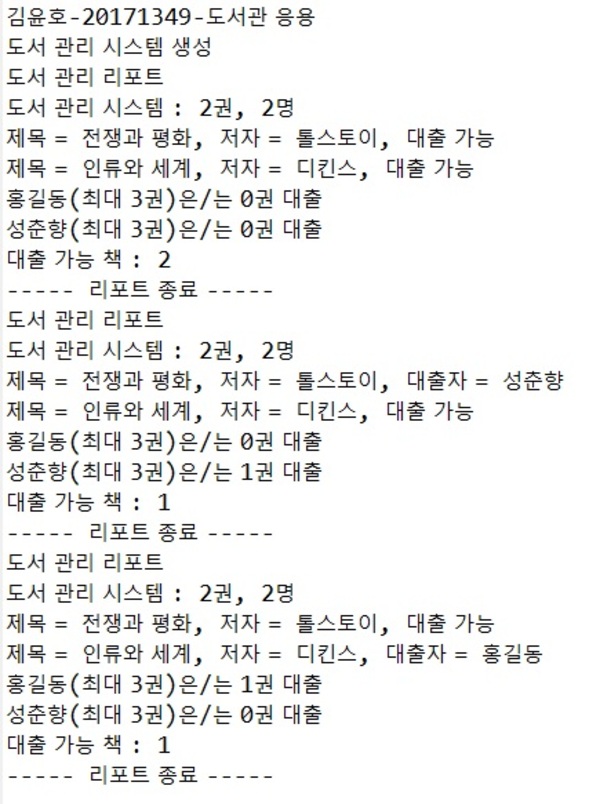 김윤호-20171349-도서관 응용
도서 관리 시스템 생성
도서 관리 리포트
도서 관리 시스템 : 2권, 2명
제목 = 전쟁과 평화, 저자 = 톨스토이, 대출 가능
제목 = 인류와 세계, 저자 = 디킨스, 대출 가능
홍길동(최대 3권)은/는 0권 대출
성춘향(최대 3권)은/는 0권 대출
대출 가능 책 : 2
----- 리포트 종료 -----
도서 관리 리포트
도서 관리 시스템 : 2권, 2명
제목 = 전쟁과 평화, 저자 = 톨스토이, 대출자 = 성춘향
제목 = 인류와 세계, 저자 = 디킨스, 대출 가능
홍길동(최대 3권)은/는 0권 대출
성춘향(최대 3권)은/는 1권 대출
대출 가능 책 : 1
----- 리포트 종료 -----
도서 관리 리포트
도서 관리 시스템 : 2권, 2명
제목 = 전쟁과 평화, 저자 = 톨스토이, 대출 가능
제목 = 인류와 세계, 저자 = 디킨스, 대출자 = 홍길동
홍길동(최대 3권)은/는 1권 대출
성춘향(최대 3권)은/는 0권 대출
대출 가능 책 : 1
----- 리포트 종료 -----